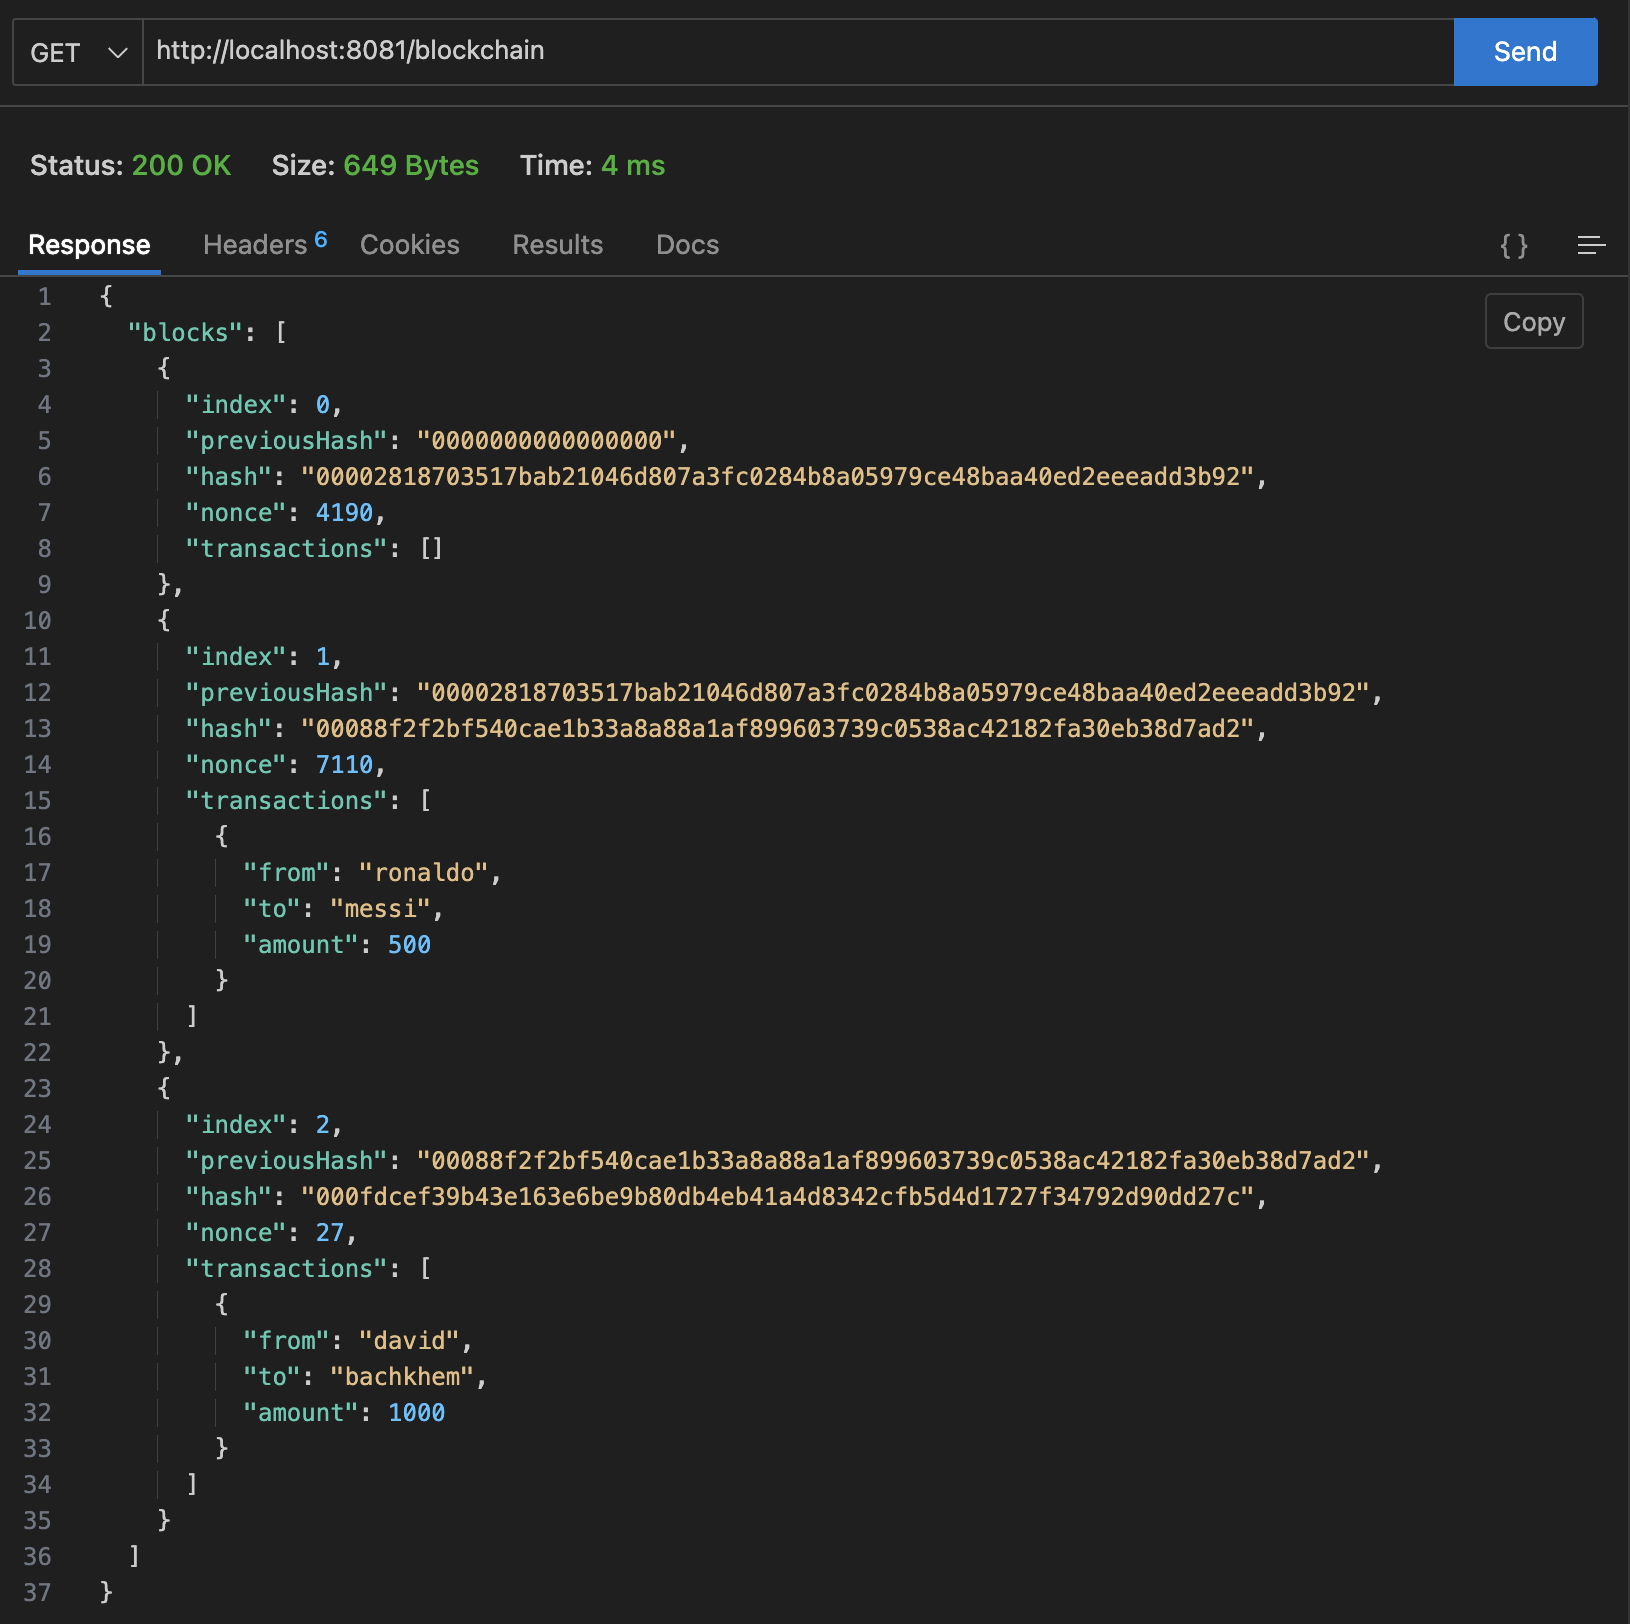 GET http://localhost:8081/blockchain Send
Status: 200 OK Size: 649 Bytes Time: 4 ms
Response Headers 6 Cookies Results Docs {}
Copy
1 {
2 "blocks": [
3 {
4 "index": 0,
5 "previousHash": "0000000000000000",
6 "hash": "00002818703517bab21046d807a3fc0284b8a05979ce48baa40ed2eeeadd3b92",
7 "nonce": 4190,
8 "transactions": []
9 },
10 {
11 "index": 1,
12 "previousHash": "00002818703517bab21046d807a3fc0284b8a05979ce48baa40ed2eeeadd3b92",
13 "hash": "00088f2f2bf540cae1b33a8a88a1af899603739c0538ac42182fa30eb38d7ad2",
14 "nonce": 7110,
15 "transactions": [
16 {
17 "from": "ronaldo",
18 "to": "messi",
19 "amount": 500
20 }
21 ]
22 },
23 {
24 "index": 2,
25 "previousHash": "00088f2f2bf540cae1b33a8a88a1af899603739c0538ac42182fa30eb38d7ad2",
26 "hash": "000fdcef39b43e163e6be9b80db4eb41a4d8342cfb5d4d1727f34792d90dd27c",
27 "nonce": 27,
28 "transactions": [
29 {
30 "from": "david",
31 "to": "bachkhem",
32 "amount": 1000
33 }
34 ]
35 }
36 ]
37 }